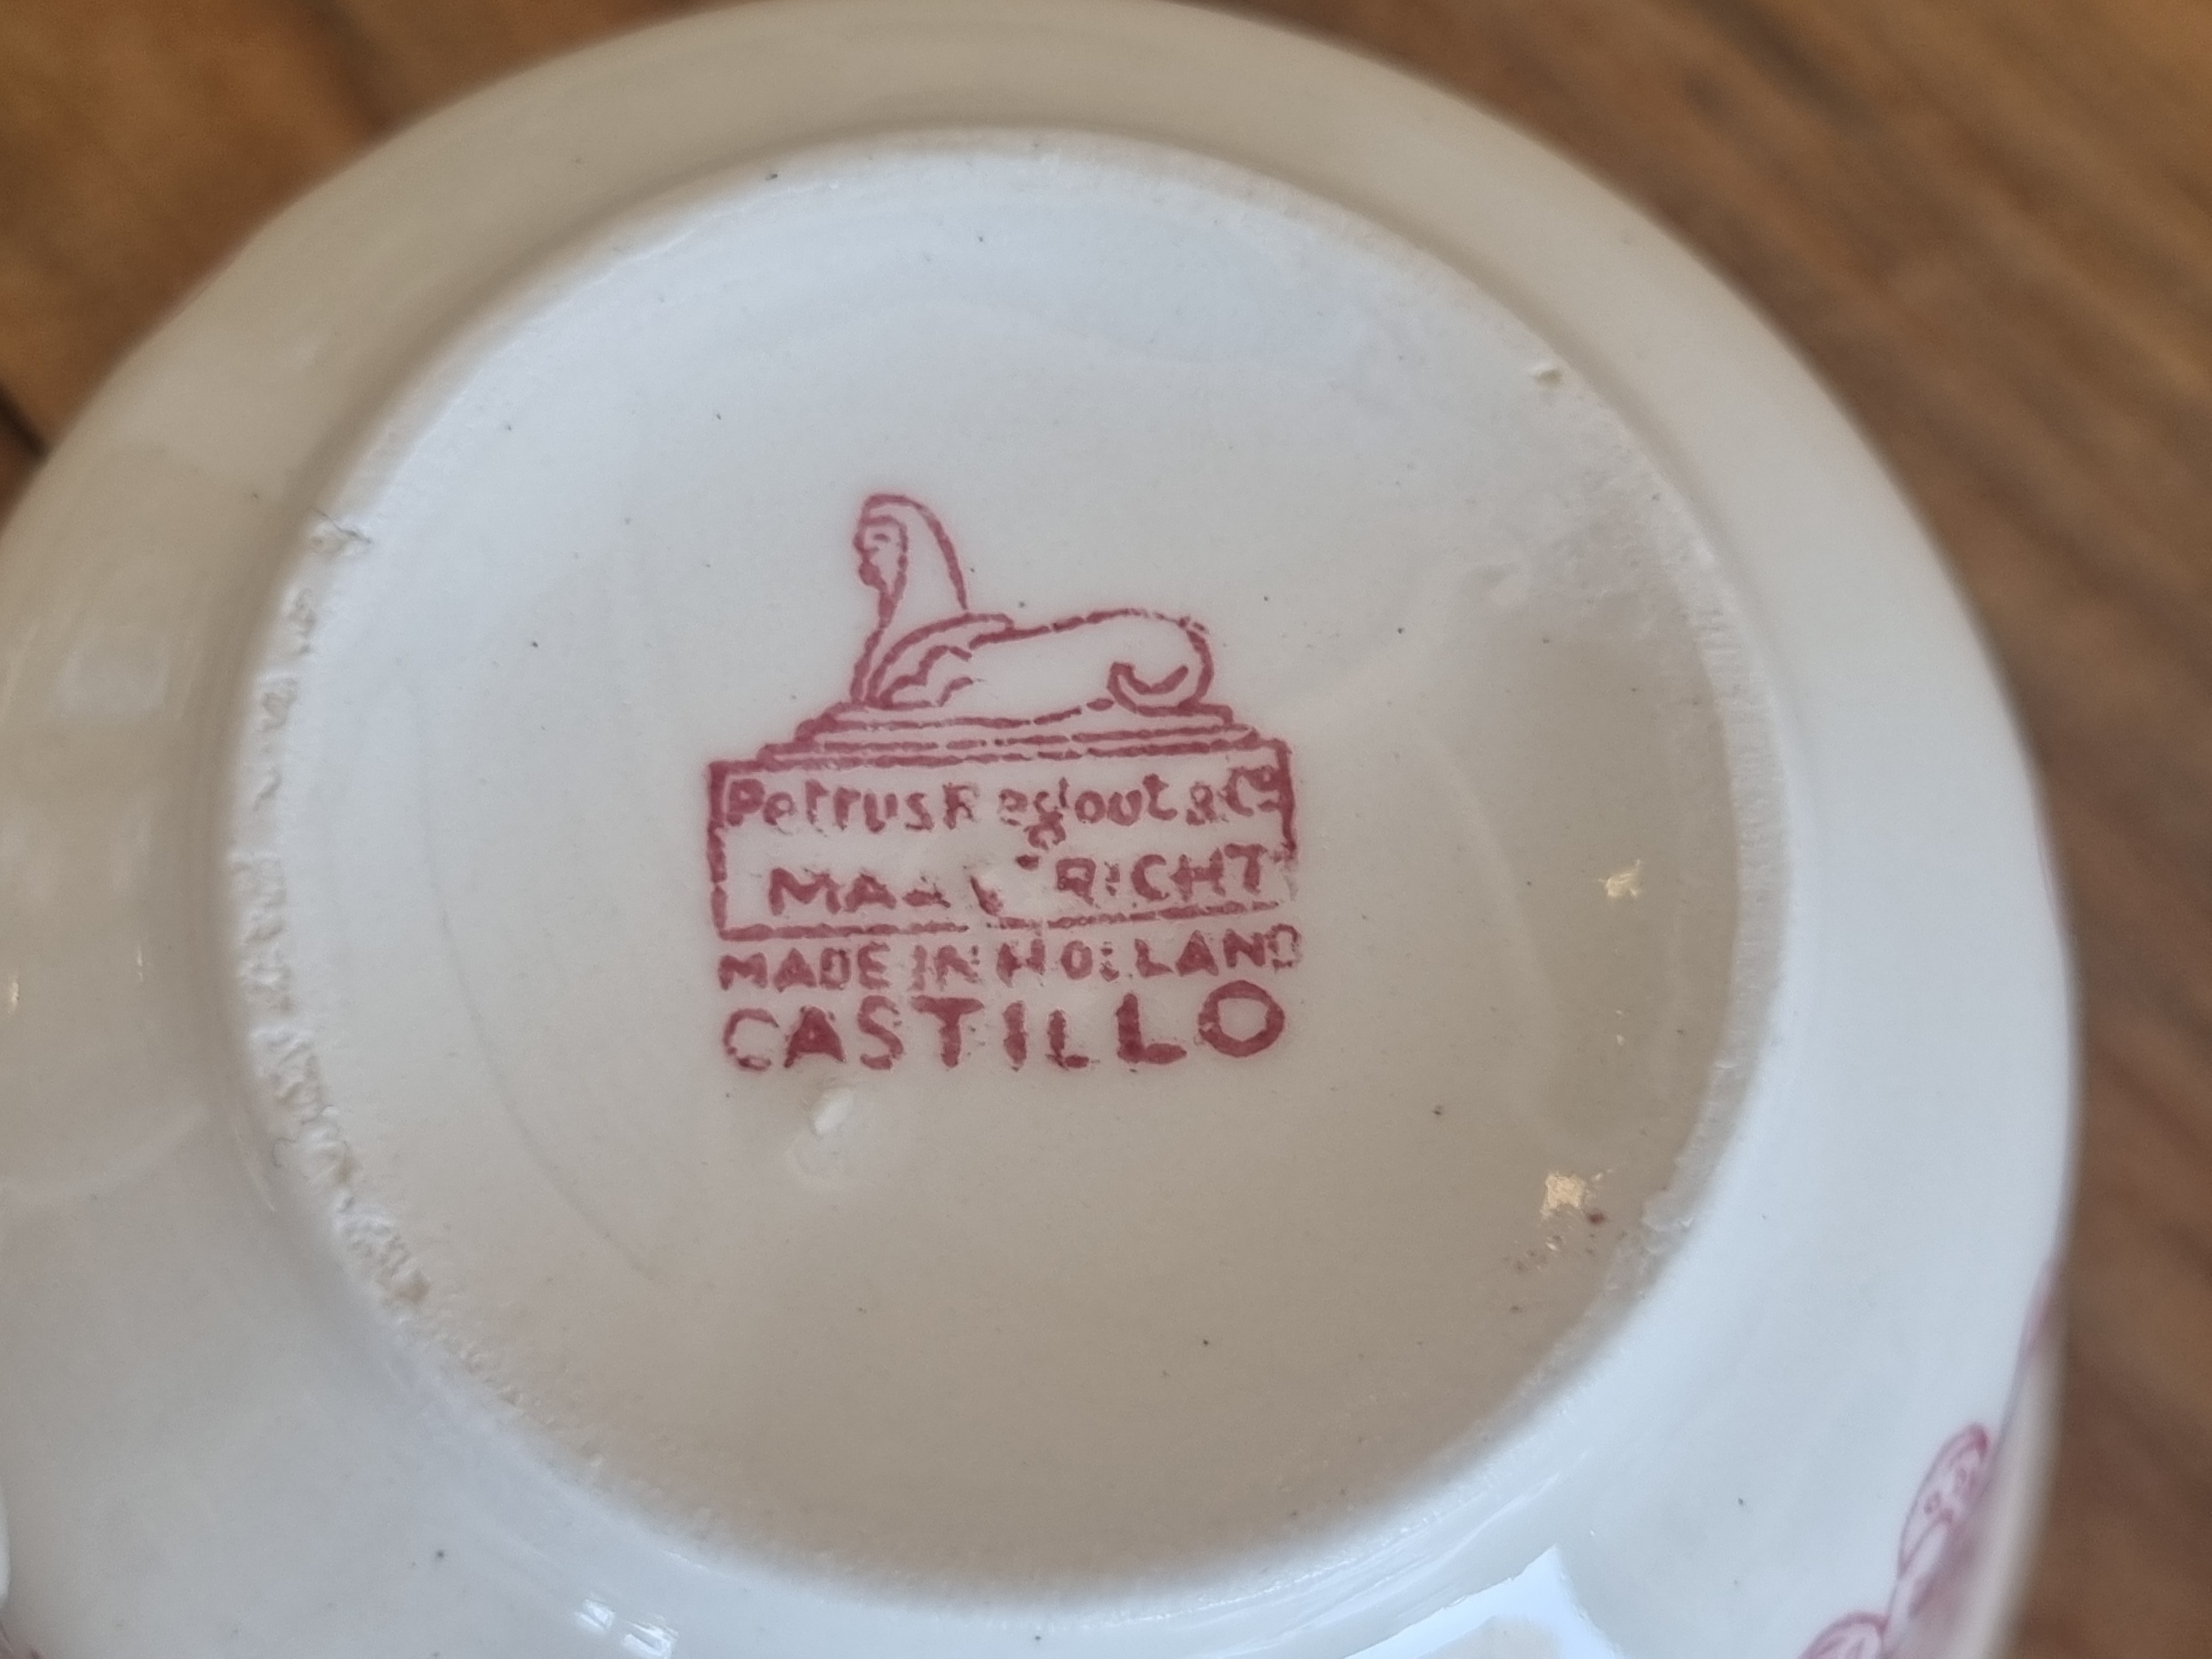 Petrus Regout & Co
MAASTRICHT
MADE IN HOLLAND
CASTILLO